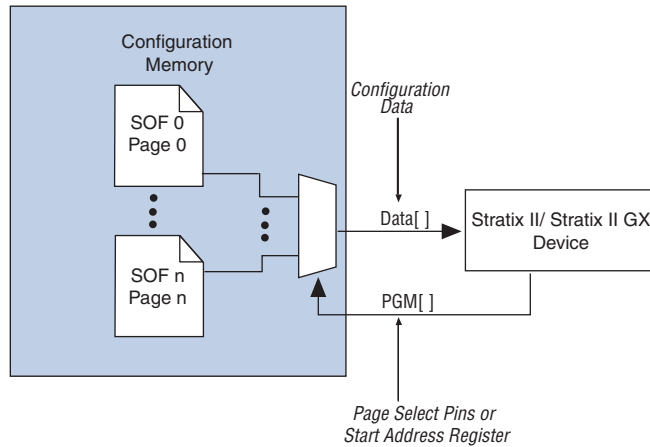 Configuration
Memory
SOF 0
Page 0
SOF n
Page n
Configuration
Data
Data[ ]
Stratix II/ Stratix II GX
Device
PGM[ ]
Page Select Pins or
Start Address Register